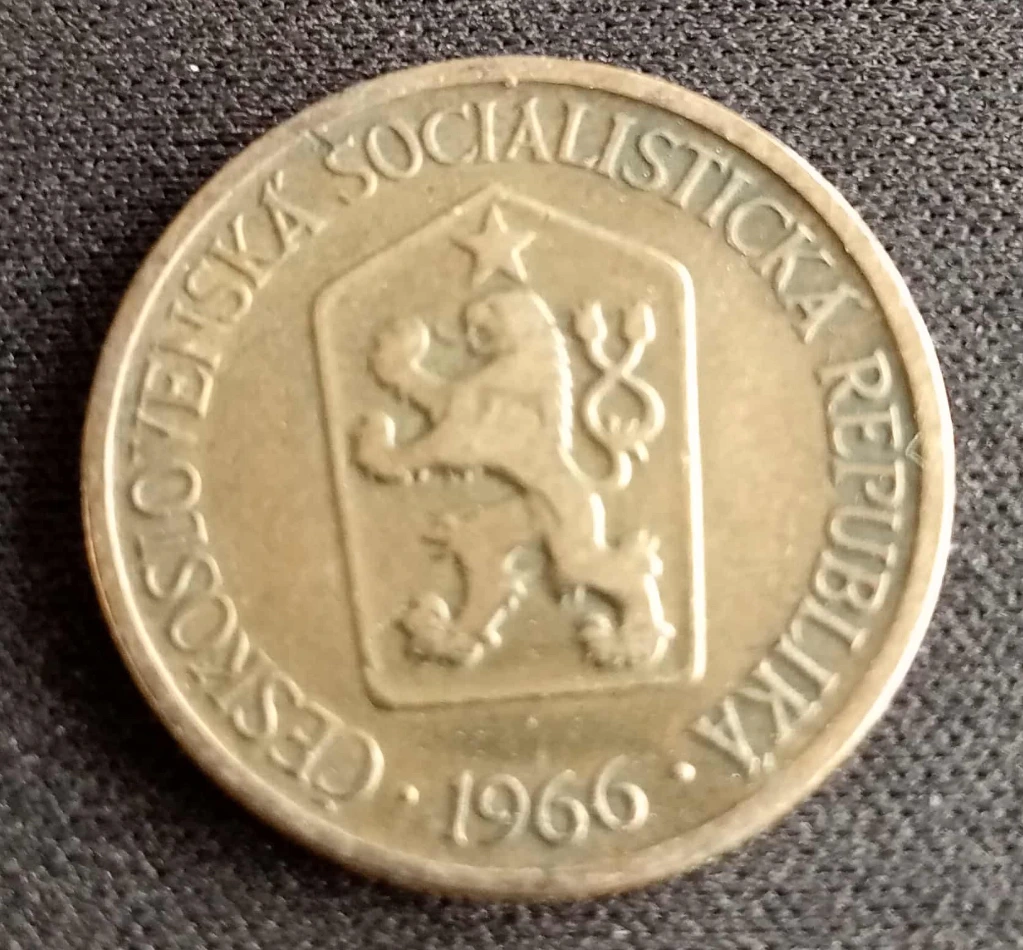 ČESKOSLOVENSKÁ SOCIALISTICKÁ REPUBLIKA
· 1966 ·